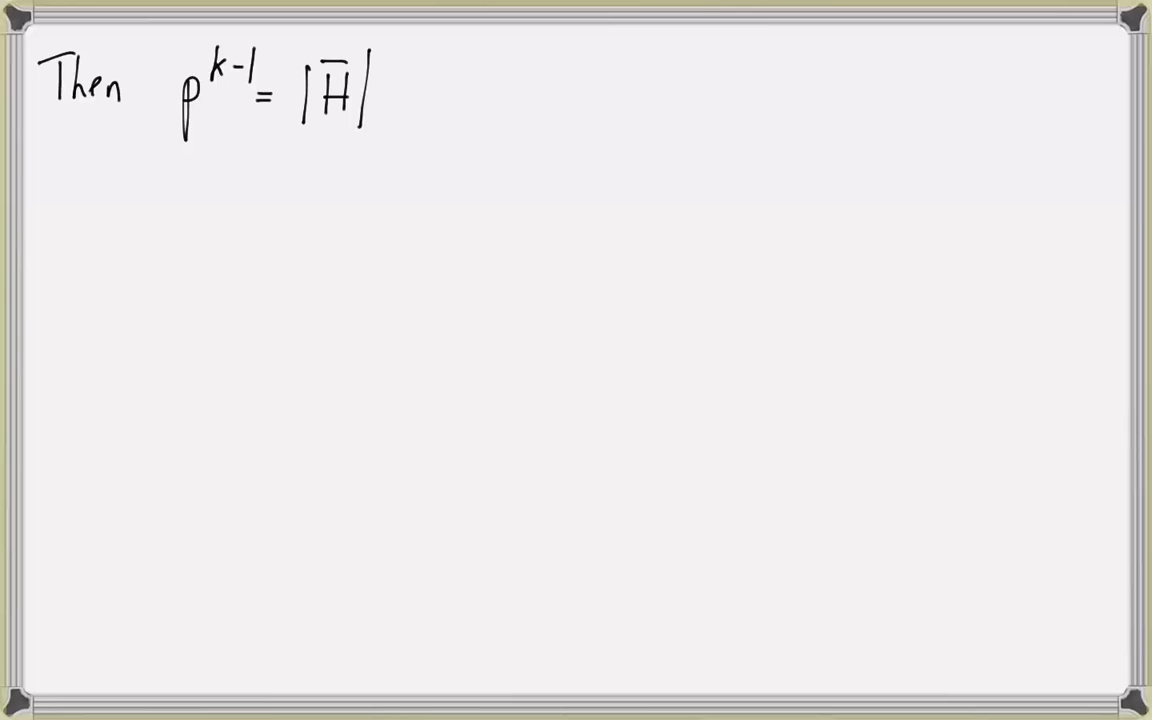 Then p^{k-1} = |H̅|